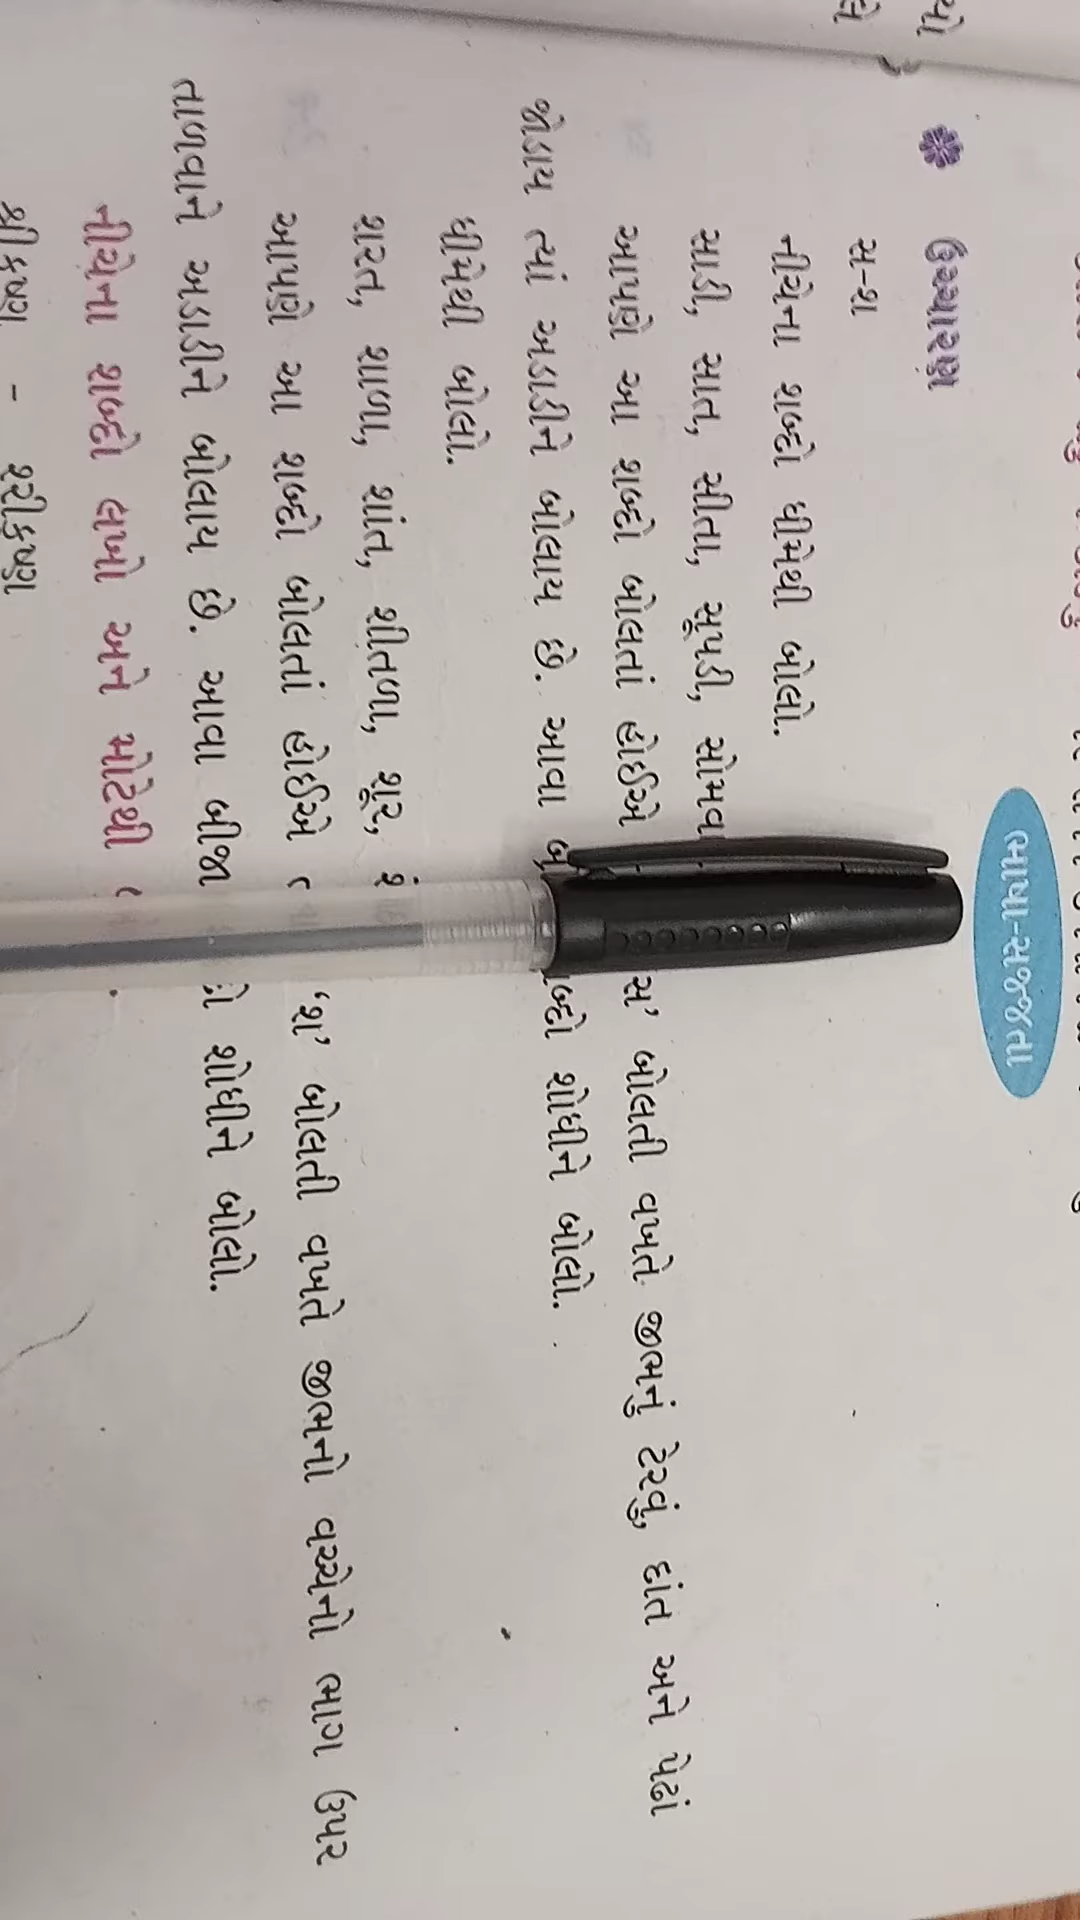 ભાષા-સજ્જતા
ઉચ્ચારણ
સ-શ
નીચેના શબ્દો ધીમેથી બોલો.
સાડી, સાત, સીતા, સૂપડી,
આપણે આ શબ્દો બોલતાં હોઈએ સ' બોલતી વખતે જીભનું ટેરવું, દાંત અને પેઢાં
જોડાય ત્યાં અડાડીને બોલાય છે. આવા શોધીને બોલો.
ધીમેથી બોલો.
શરત, શાળા, શાંત, શીતળા, શૂર,
આપણે આ શબ્દો બોલતાં હોઈએ ‘શ’ બોલતી વખતે જીભનો વચ્ચેનો ભાગ ઉપર
તાળવાને અડાડીને બોલાય છે. આવા બીજા શોધીને બોલો.
નીચેના શબ્દો લખો અને મોટેથી
શ્રીકૃષ્ણ - શ્રીકૃષ્ણ